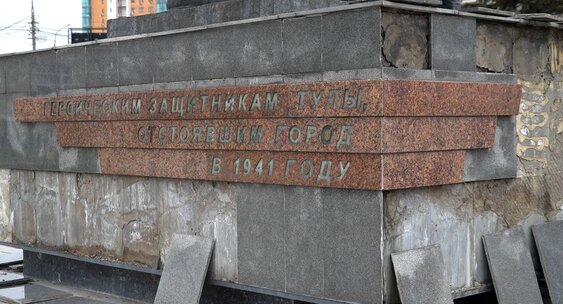 ГЕРОИЧЕСКИМ ЗАЩИТНИКАМ ТУЛЫ,
ОТСТОЯВШИМ ГОРОД
В 1941 ГОДУ